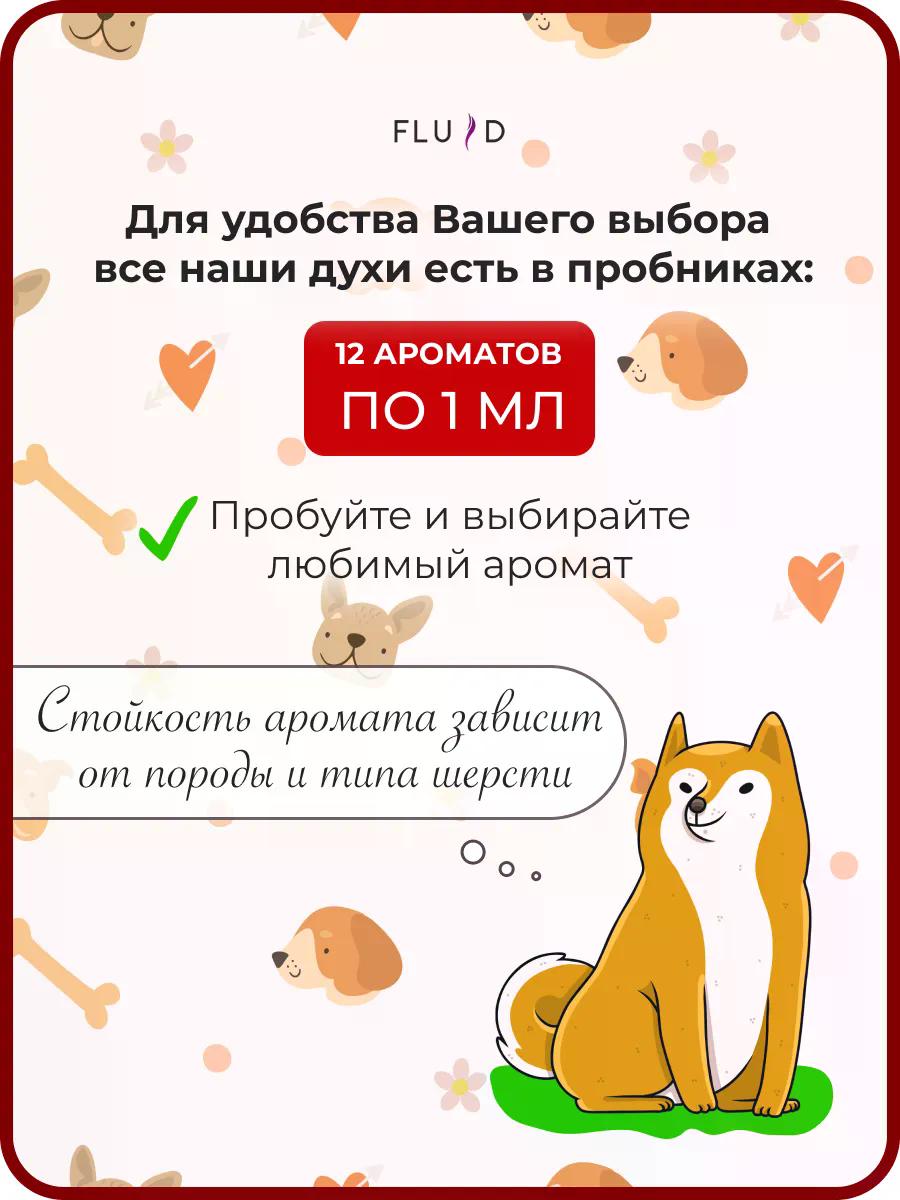 FLUID
Для удобства Вашего выбора
все наши духи есть в пробниках:
12 АРОМАТОВ
ПО 1 МЛ
Пробуйте и выбирайте
любимый аромат
Стойкость аромата зависит
от породы и типа шерсти